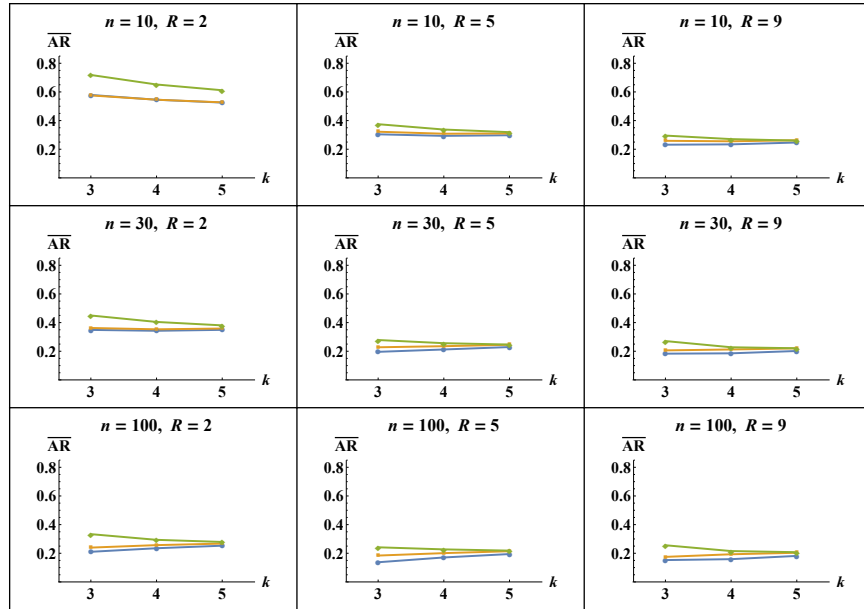 n = 10, R = 2
AR
0.8
0.6
0.4
0.2
3 4 5 k
n = 10, R = 5
AR
0.8
0.6
0.4
0.2
3 4 5 k
n = 10, R = 9
AR
0.8
0.6
0.4
0.2
3 4 5 k
n = 30, R = 2
AR
0.8
0.6
0.4
0.2
3 4 5 k
n = 30, R = 5
AR
0.8
0.6
0.4
0.2
3 4 5 k
n = 30, R = 9
AR
0.8
0.6
0.4
0.2
3 4 5 k
n = 100, R = 2
AR
0.8
0.6
0.4
0.2
3 4 5 k
n = 100, R = 5
AR
0.8
0.6
0.4
0.2
3 4 5 k
n = 100, R = 9
AR
0.8
0.6
0.4
0.2
3 4 5 k